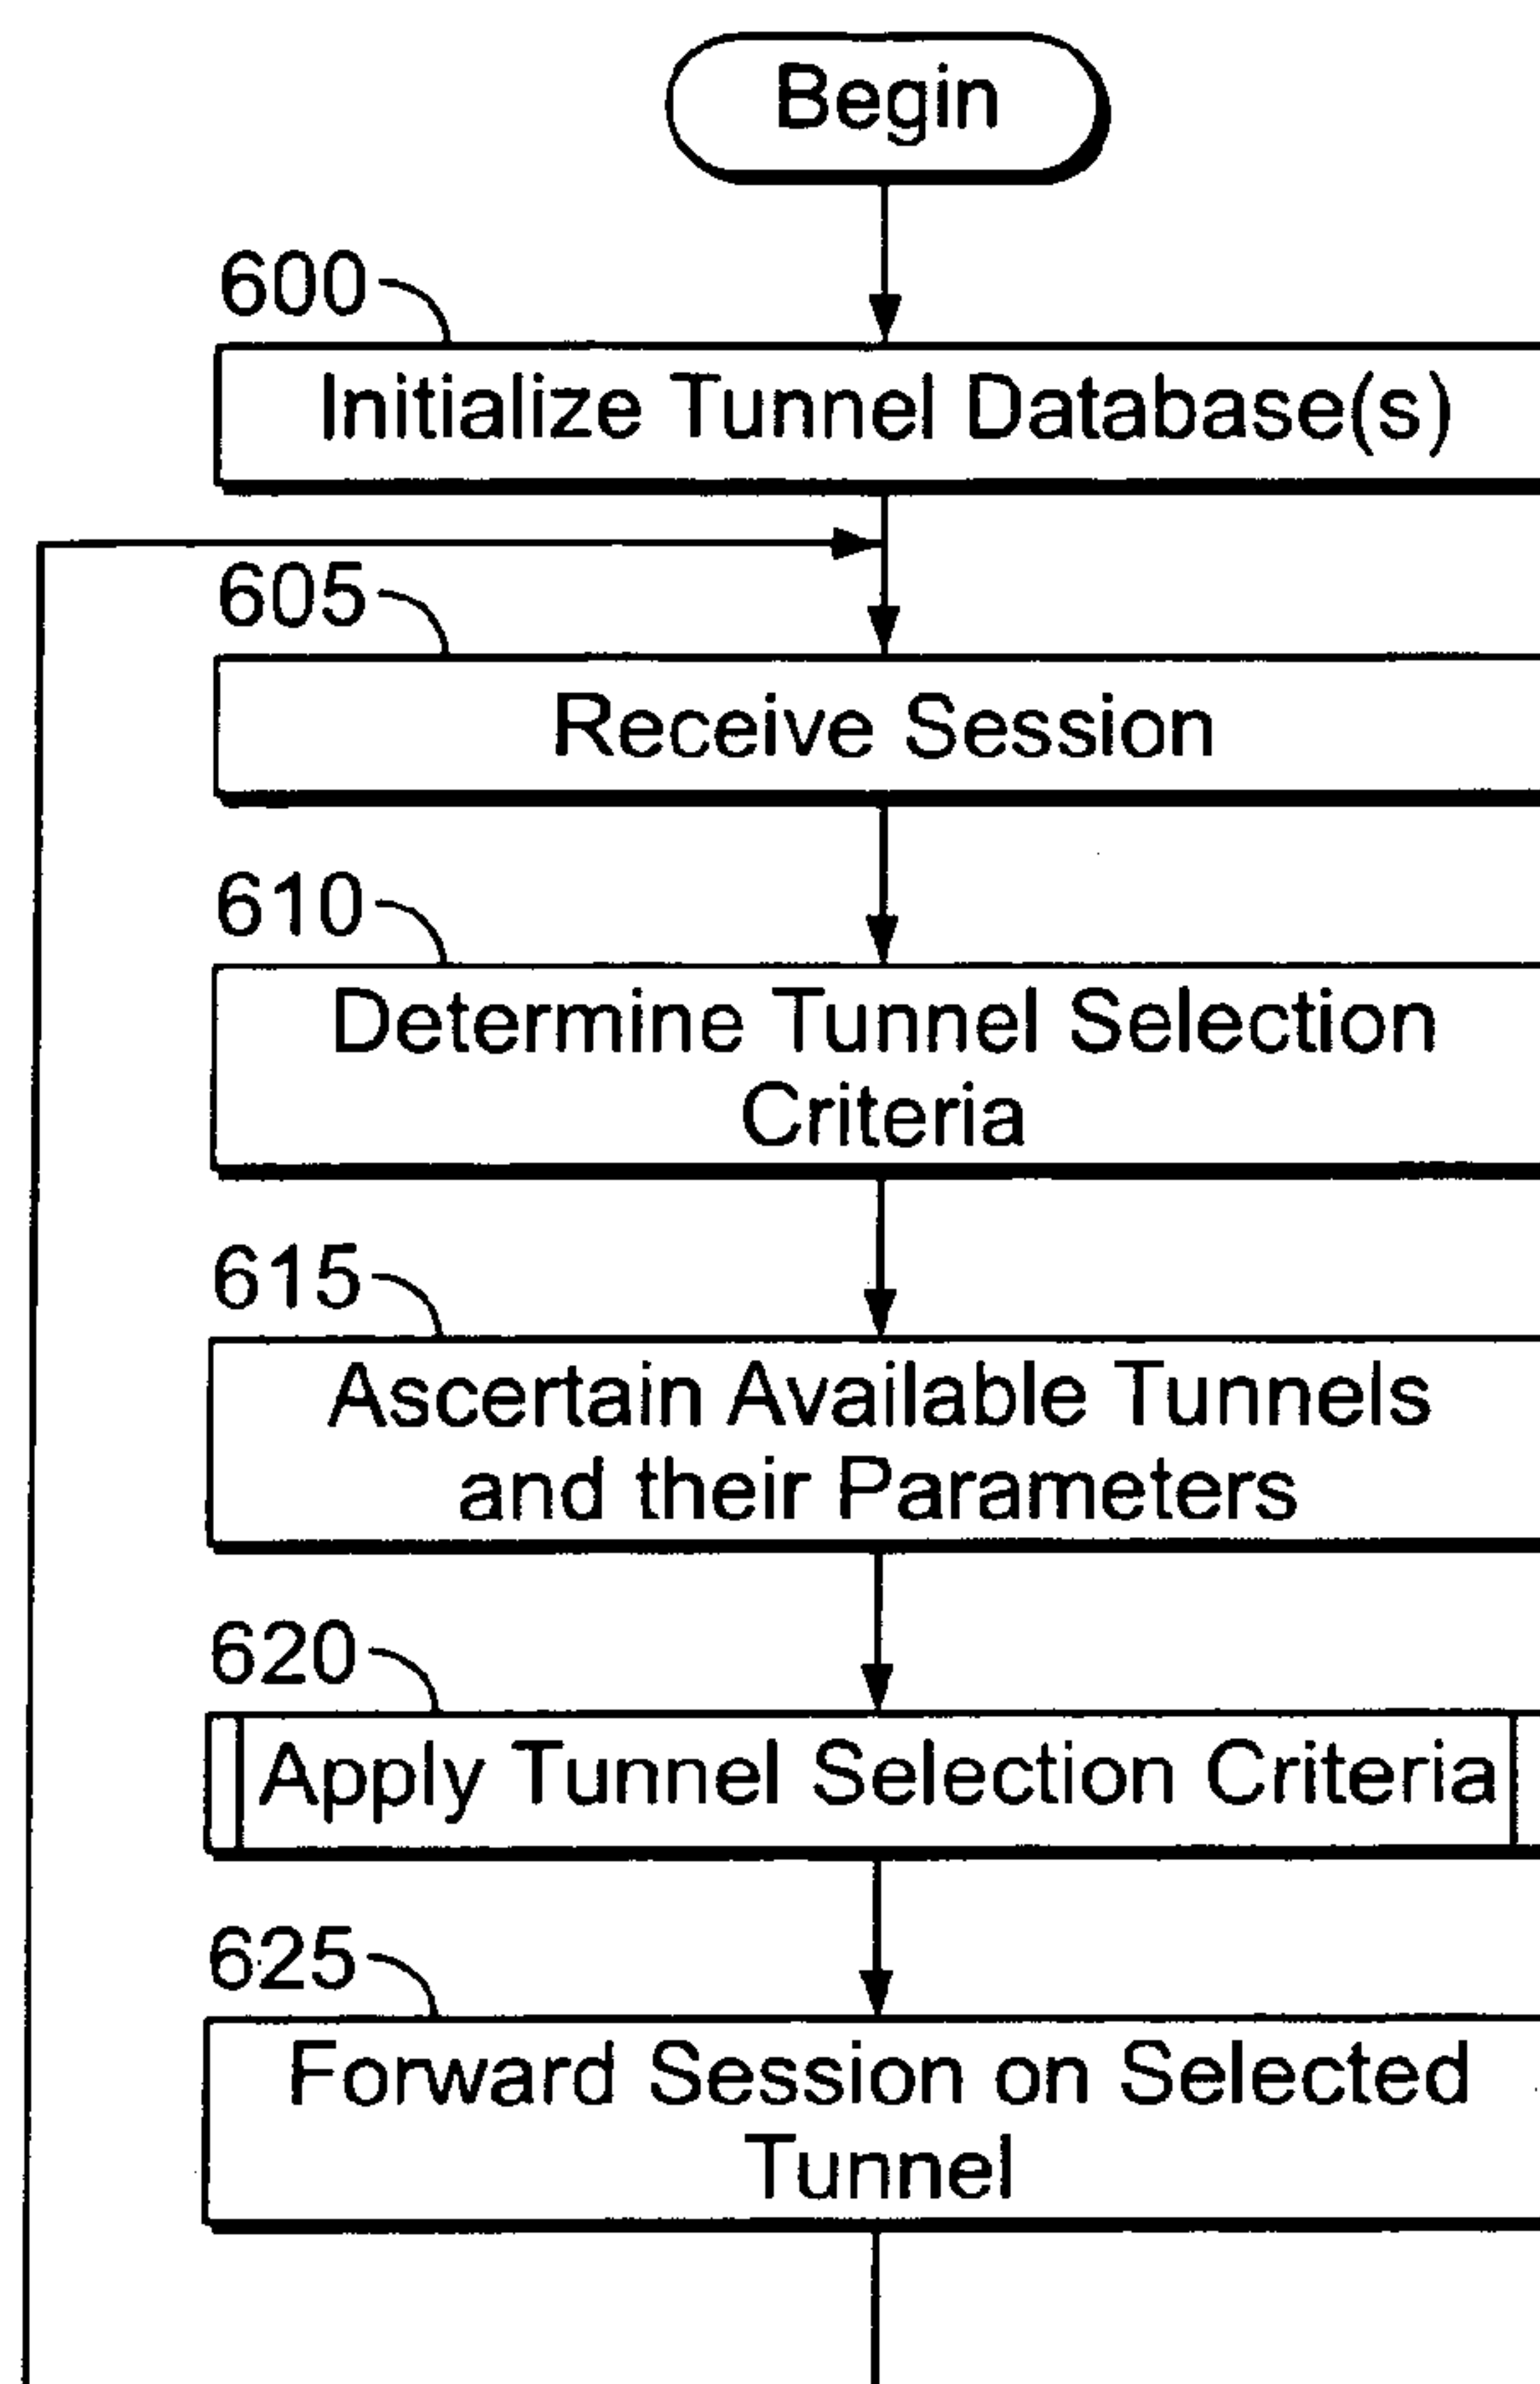 Begin
600
Initialize Tunnel Database(s)
605
Receive Session
610
Determine Tunnel Selection
Criteria
615
Ascertain Available Tunnels
and their Parameters
620
Apply Tunnel Selection Criteria
625
Forward Session on Selected
Tunnel